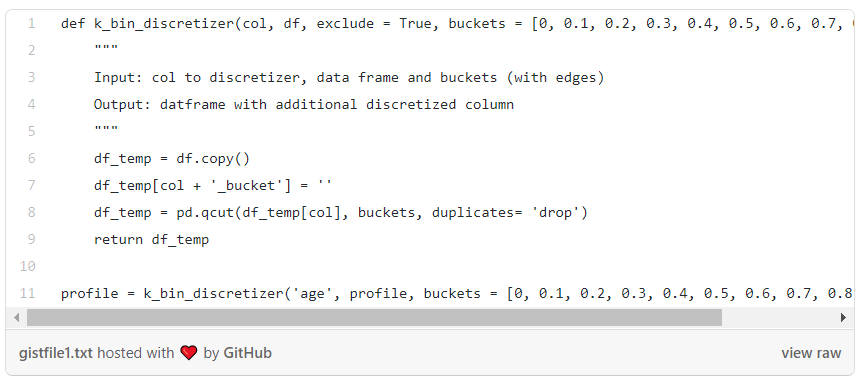 1 def k_bin_discretizer(col, df, exclude = True, buckets = [0, 0.1, 0.2, 0.3, 0.4, 0.5, 0.6, 0.7,
2 """
3 Input: col to discretizer, data frame and buckets (with edges)
4 Output: datframe with additional discretized column
5 """
6 df_temp = df.copy()
7 df_temp[col + '_bucket'] = ''
8 df_temp = pd.qcut(df_temp[col], buckets, duplicates= 'drop')
9 return df_temp
10
11 profile = k_bin_discretizer('age', profile, buckets = [0, 0.1, 0.2, 0.3, 0.4, 0.5, 0.6, 0.7, 0.8
gistfile1.txt hosted with ❤ by GitHub view raw